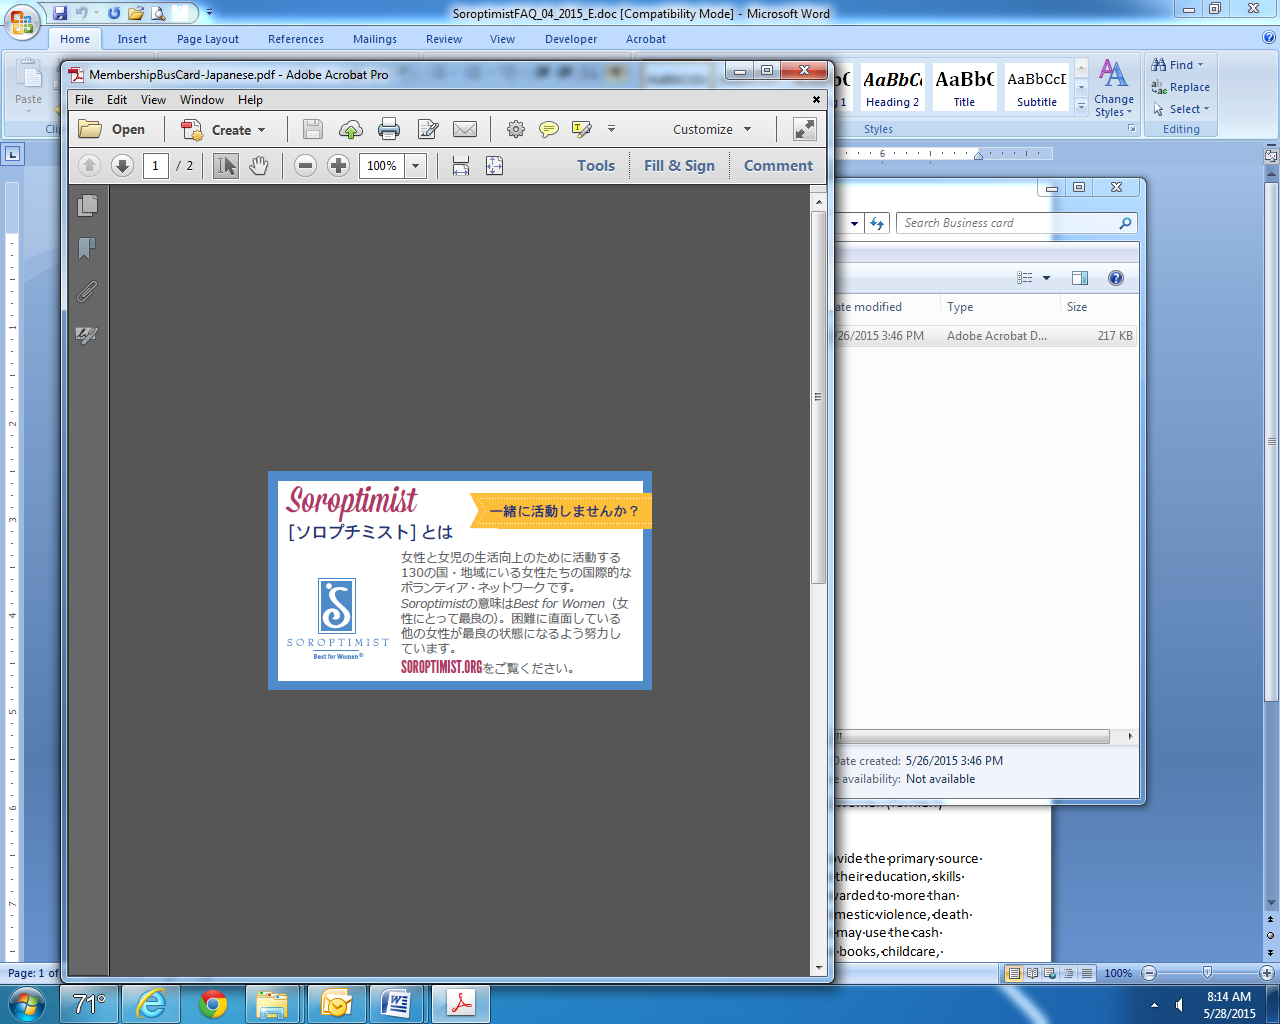 SoroptimistFAQ_04_2015_E.doc [Compatibility Mode] - Microsoft Word
Home Insert Page Layout References Mailings Review View Developer Acrobat
Paste
Heading 2 Title Subtitle
AaBbCc AaBbC AaBbCcI
Change Styles
Find
Replace
Select
Styles Editing
MembershipBusCard-Japanese.pdf - Adobe Acrobat Pro
File Edit View Window Help
Open Create Customize
1 / 2 100% Tools Fill & Sign Comment
Search Business card
modified Type Size
/26/2015 3:46 PM Adobe Acrobat D... 217 KB
Soroptimist
一緒に活動しませんか？
[ソロプチミスト] とは
女性と女児の生活向上のために活動する
130の国・地域にいる女性たちの国際的な
ボランティア・ネットワークです。
Soroptimistの意味はBest for Women（女
性にとって最良の）。困難に直面している
他の女性が最良の状態になるよう努力し
ています。
SOROPTIMIST.ORGをご覧ください。
S
SOROPTIMIST
Best for Women®
Date created: 5/26/2015 3:46 PM
e availability: Not available
vide the primary source
their education, skills
varded to more than
mestic violence, death
may use the cash
books, childcare,
Page: 1 of
100%
71°
8:14 AM
5/28/2015